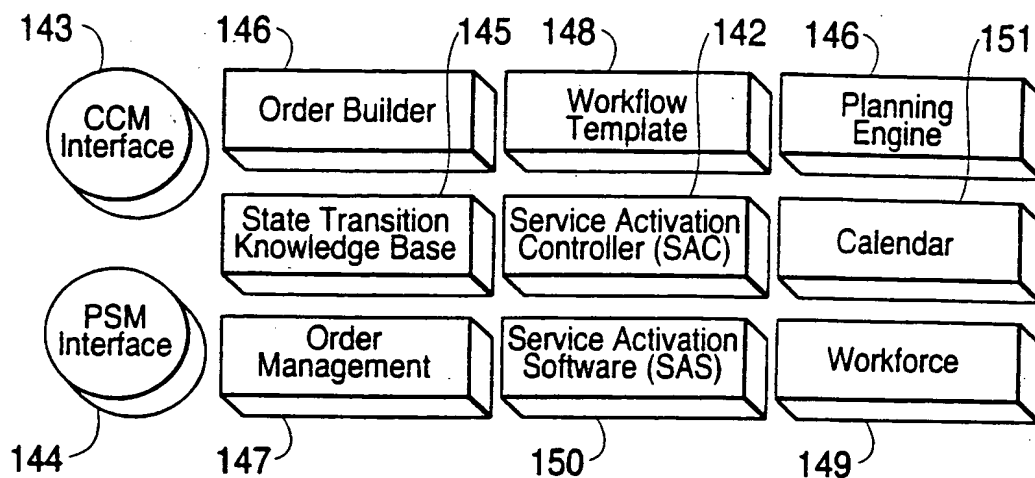 143 146 145 148 142 146 151
CCM
Interface
Order Builder
Workflow
Template
Planning
Engine
State Transition
Knowledge Base
Service Activation
Controller (SAC)
Calendar
PSM
Interface
Order
Management
Service Activation
Software (SAS)
Workforce
144 147 150 149